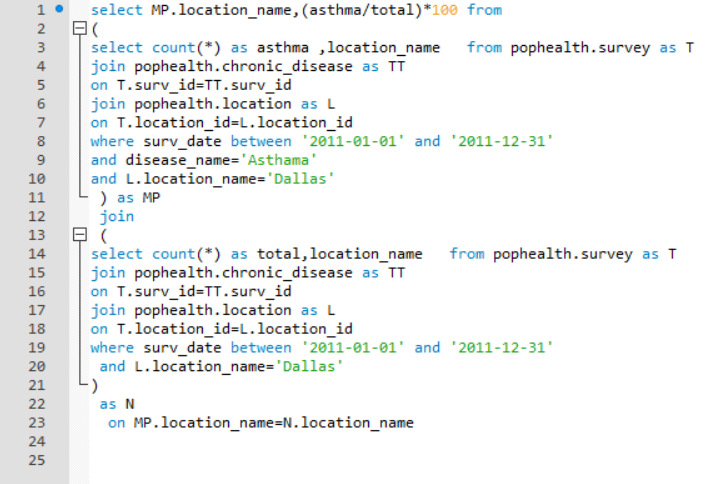 1 select MP.location_name,(asthma/total)*100 from
2 (
3 select count(*) as asthma ,location_name   from pophealth.survey as T
4 join pophealth.chronic_disease as TT
5 on T.surv_id=TT.surv_id
6 join pophealth.location as L
7 on T.location_id=L.location_id
8 where surv_date between '2011-01-01' and '2011-12-31'
9 and disease_name='Asthama'
10 and L.location_name='Dallas'
11 ) as MP
12 join
13 (
14 select count(*) as total,location_name   from pophealth.survey as T
15 join pophealth.chronic_disease as TT
16 on T.surv_id=TT.surv_id
17 join pophealth.location as L
18 on T.location_id=L.location_id
19 where surv_date between '2011-01-01' and '2011-12-31'
20 and L.location_name='Dallas'
21 )
22 as N
23 on MP.location_name=N.location_name
24
25